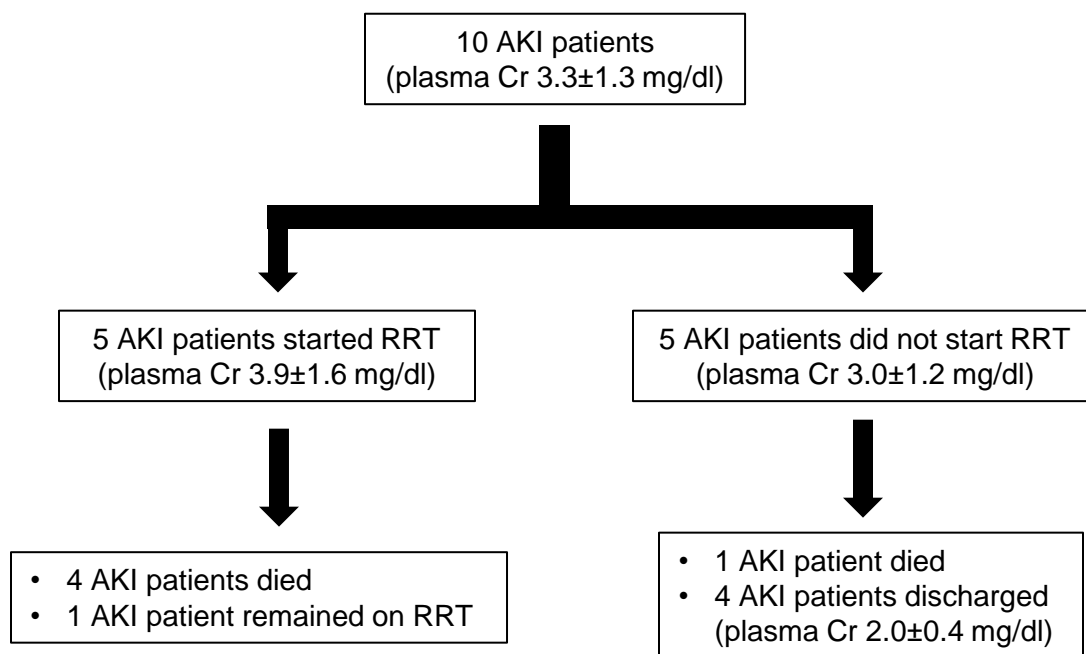 10 AKI patients
(plasma Cr 3.3±1.3 mg/dl)
5 AKI patients started RRT
(plasma Cr 3.9±1.6 mg/dl)
5 AKI patients did not start RRT
(plasma Cr 3.0±1.2 mg/dl)
• 4 AKI patients died
• 1 AKI patient remained on RRT
• 1 AKI patient died
• 4 AKI patients discharged
(plasma Cr 2.0±0.4 mg/dl)